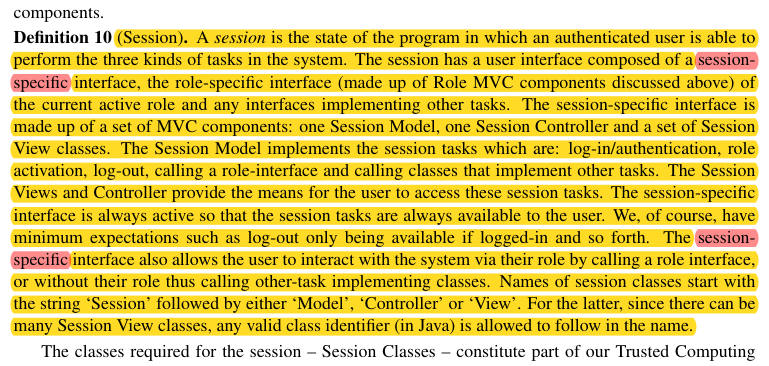 components.
Definition 10 (Session). A session is the state of the program in which an authenticated user is able to
perform the three kinds of tasks in the system. The session has a user interface composed of a session-
specific interface, the role-specific interface (made up of Role MVC components discussed above) of
the current active role and any interfaces implementing other tasks. The session-specific interface is
made up of a set of MVC components: one Session Model, one Session Controller and a set of Session
View classes. The Session Model implements the session tasks which are: log-in/authentication, role
activation, log-out, calling a role-interface and calling classes that implement other tasks. The Session
Views and Controller provide the means for the user to access these session tasks. The session-specific
interface is always active so that the session tasks are always available to the user. We, of course, have
minimum expectations such as log-out only being available if logged-in and so forth. The session-
specific interface also allows the user to interact with the system via their role by calling a role interface,
or without their role thus calling other-task implementing classes. Names of session classes start with
the string ‘Session’ followed by either ‘Model’, ‘Controller’ or ‘View’. For the latter, since there can be
many Session View classes, any valid class identifier (in Java) is allowed to follow in the name.
The classes required for the session – Session Classes – constitute part of our Trusted Computing